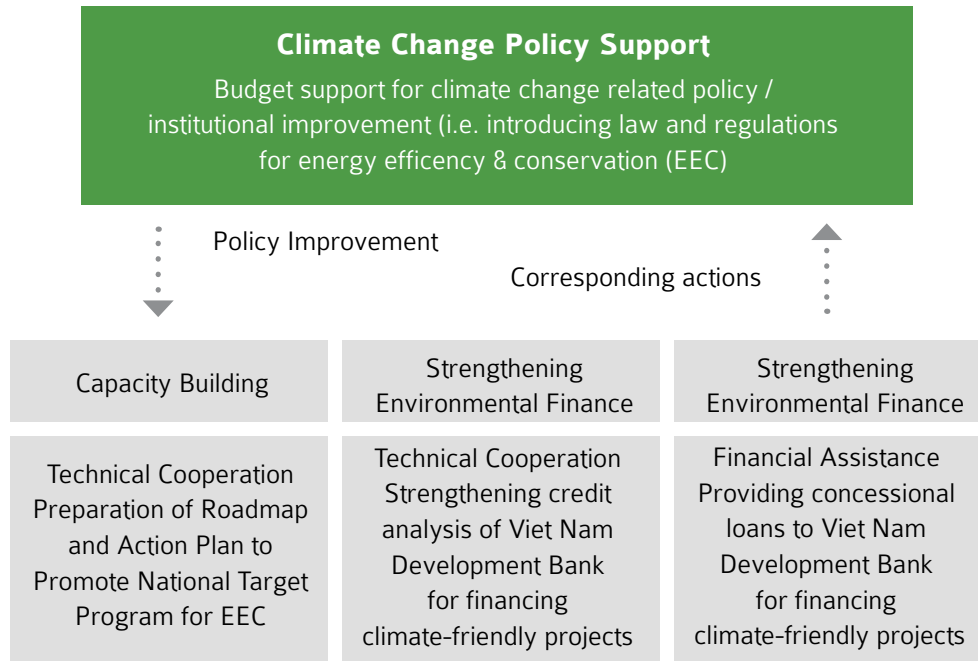 Climate Change Policy Support
Budget support for climate change related policy /
institutional improvement (i.e. introducing law and regulations
for energy efficency & conservation (EEC)
Policy Improvement
Corresponding actions
Capacity Building
Strengthening
Environmental Finance
Strengthening
Environmental Finance
Technical Cooperation
Preparation of Roadmap
and Action Plan to
Promote National Target
Program for EEC
Technical Cooperation
Strengthening credit
analysis of Viet Nam
Development Bank
for financing
climate-friendly projects
Financial Assistance
Providing concessional
loans to Viet Nam
Development Bank
for financing
climate-friendly projects